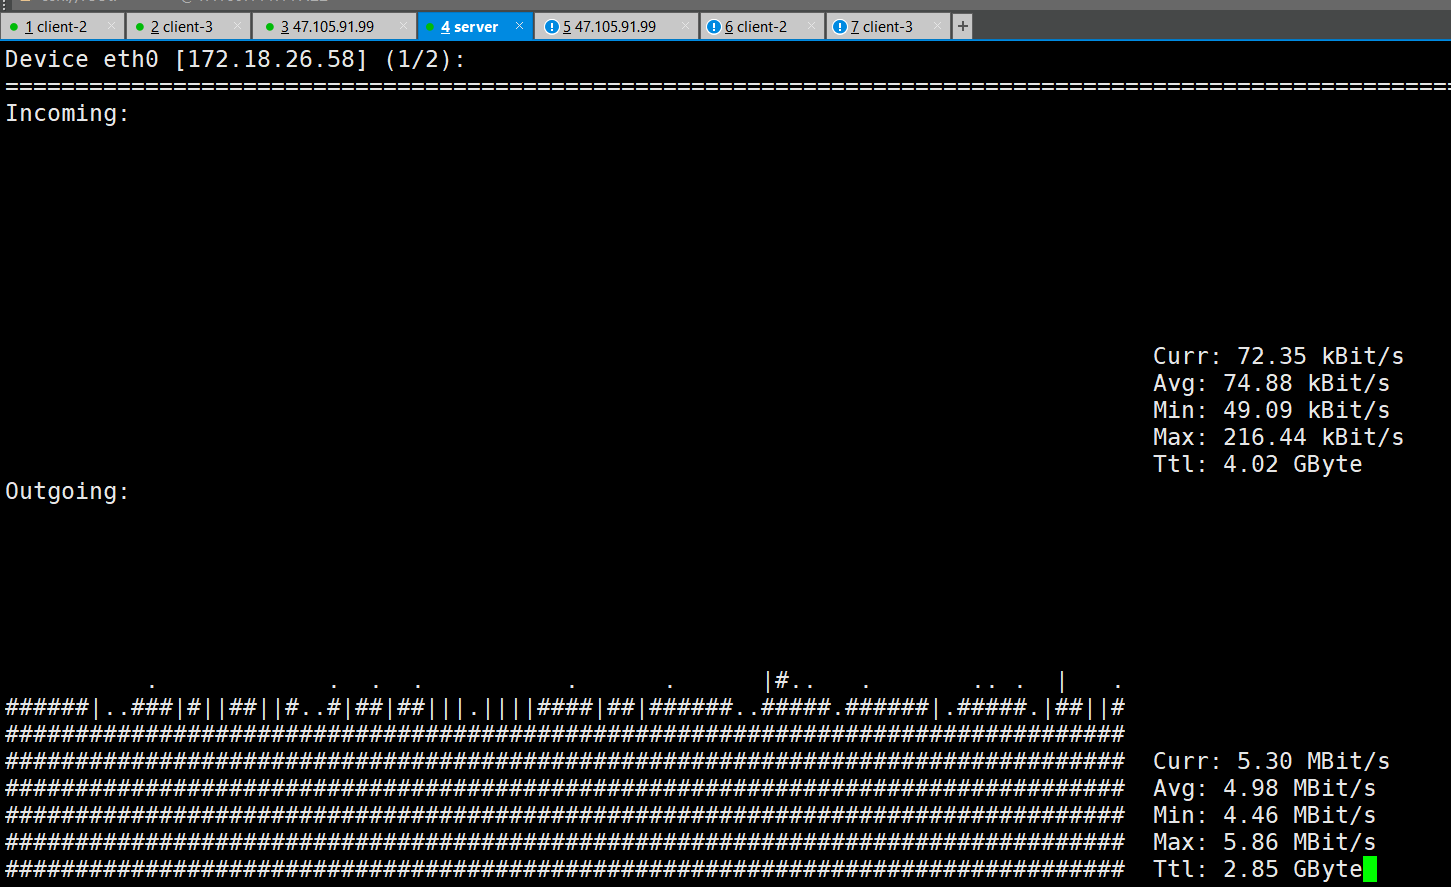 1 client-2 × 2 client-3 × 3 47.105.91.99 × 4 server × 5 47.105.91.99 × 6 client-2 × 7 client-3 × +
Device eth0 [172.18.26.58] (1/2):
=======================================================================================================
Incoming:
Curr: 72.35 kBit/s
Avg: 74.88 kBit/s
Min: 49.09 kBit/s
Max: 216.44 kBit/s
Ttl: 4.02 GByte
Outgoing:
. . . . . . |#.. . .. . | .
######|..###|#||##||#..#|##|##|||.||||####|##|######..#####.######|.#####.|##||#
################################################################################
################################################################################ Curr: 5.30 MBit/s
################################################################################ Avg: 4.98 MBit/s
################################################################################ Min: 4.46 MBit/s
################################################################################ Max: 5.86 MBit/s
################################################################################ Ttl: 2.85 GByte